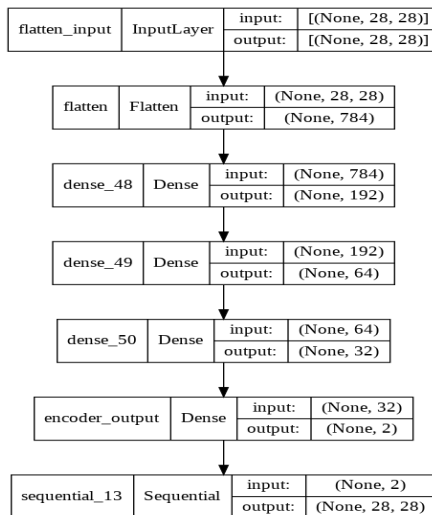 flatten_input InputLayer input: [(None, 28, 28)]
output: [(None, 28, 28)]
flatten Flatten input: (None, 28, 28)
output: (None, 784)
dense_48 Dense input: (None, 784)
output: (None, 192)
dense_49 Dense input: (None, 192)
output: (None, 64)
dense_50 Dense input: (None, 64)
output: (None, 32)
encoder_output Dense input: (None, 32)
output: (None, 2)
sequential_13 Sequential input: (None, 2)
output: (None, 28, 28)